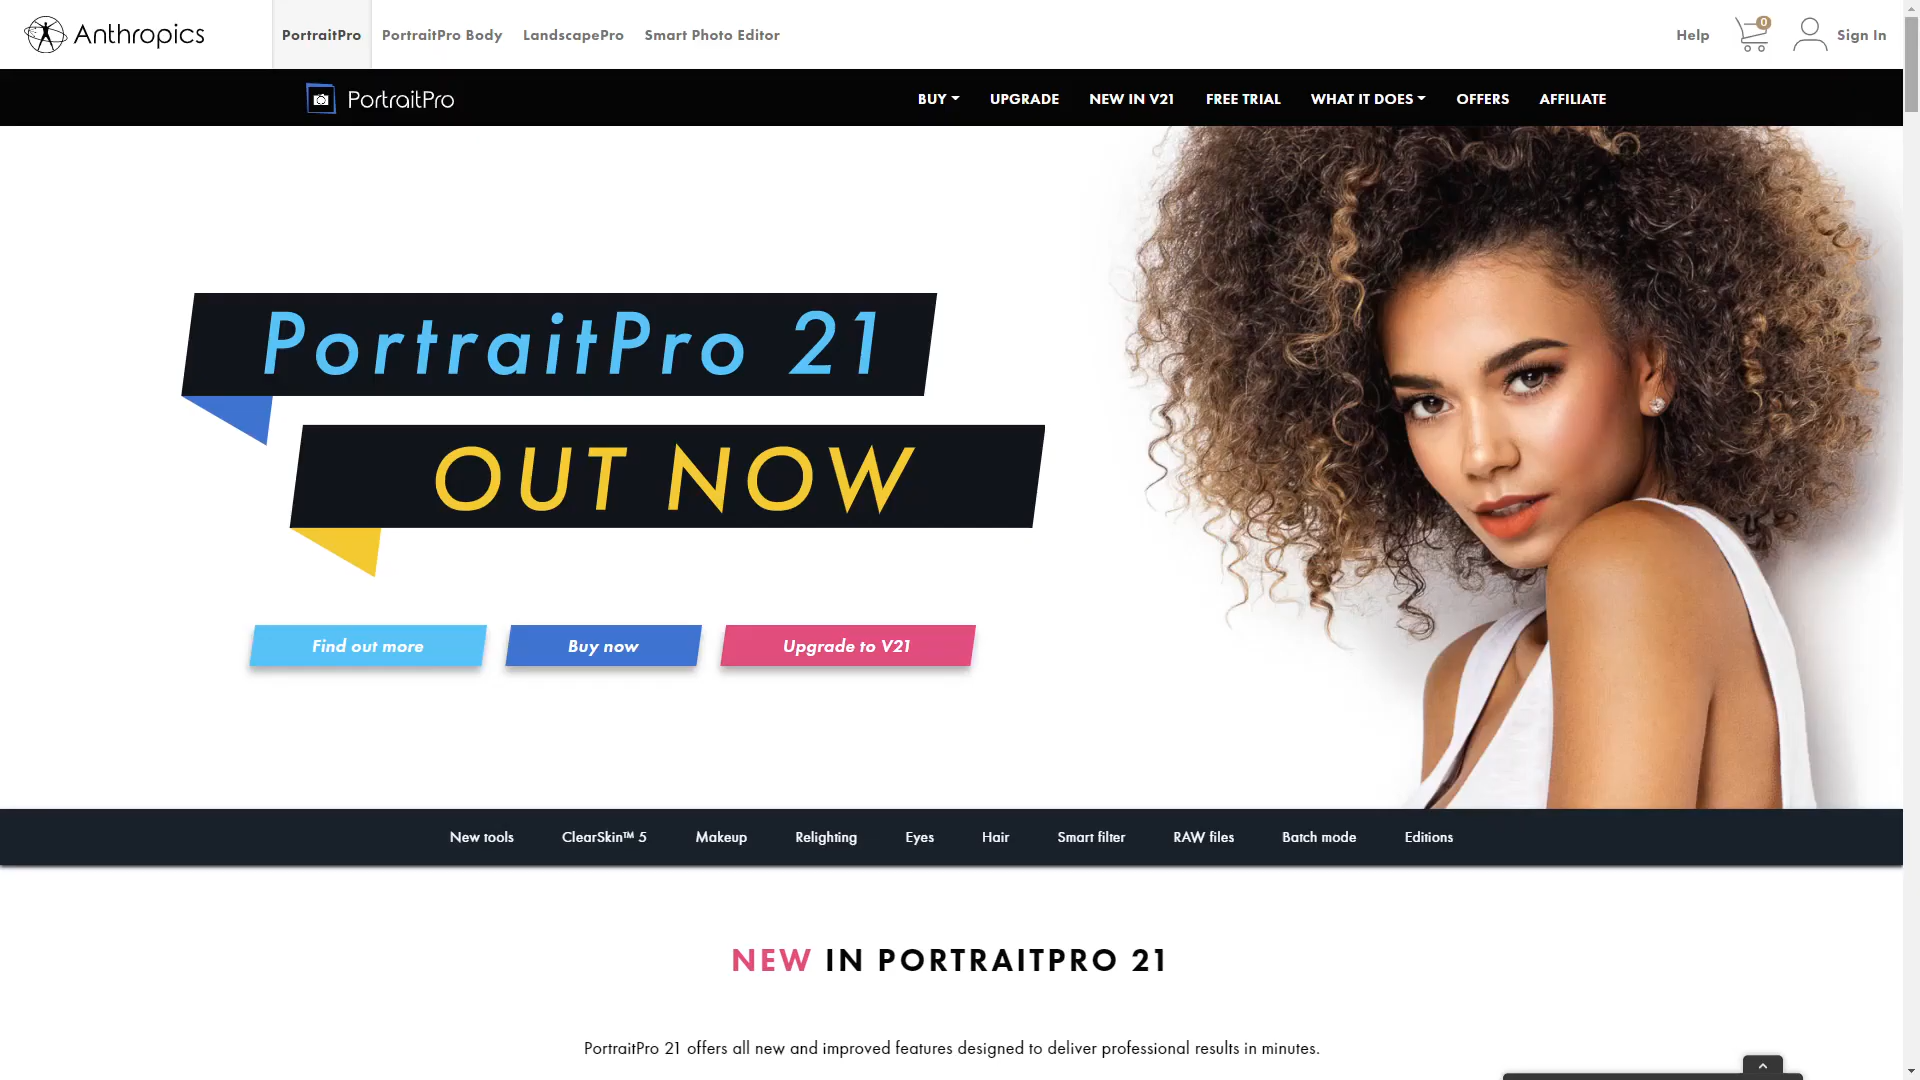 Anthropics
PortraitPro PortraitPro Body LandscapePro Smart Photo Editor
Help 0 Sign In
PortraitPro
BUY UPGRADE NEW IN V21 FREE TRIAL WHAT IT DOES OFFERS AFFILIATE
PortraitPro 21
OUT NOW
Find out more Buy now Upgrade to V21
New tools ClearSkin™ 5 Makeup Relighting Eyes Hair Smart filter RAW files Batch mode Editions
NEW IN PORTRAITPRO 21
PortraitPro 21 offers all new and improved features designed to deliver professional results in minutes.